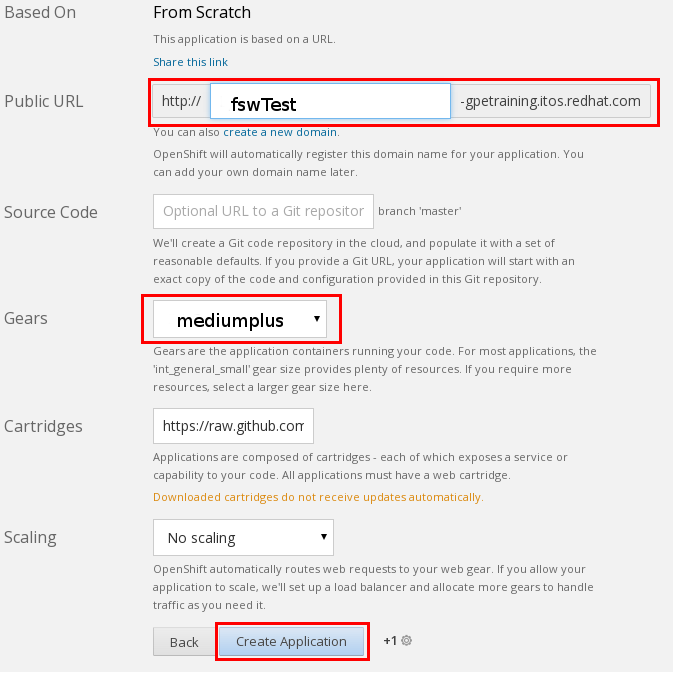 Based On From Scratch
This application is based on a URL.
Share this link
Public URL http:// fswTest -gpetraining.itos.redhat.com
You can also create a new domain.
OpenShift will automatically register this domain name for your application. You
can add your own domain name later.
Source Code Optional URL to a Git repositor branch 'master'
We'll create a Git code repository in the cloud, and populate it with a set of
reasonable defaults. If you provide a Git URL, your application will start with an
exact copy of the code and configuration provided in this Git repository.
Gears mediumplus
Gears are the application containers running your code. For most applications, the
'int_general_small' gear size provides plenty of resources. If you require more
resources, select a larger gear size here.
Cartridges https://raw.github.com
Applications are composed of cartridges - each of which exposes a service or
capability to your code. All applications must have a web cartridge.
Downloaded cartridges do not receive updates automatically.
Scaling No scaling
OpenShift automatically routes web requests to your web gear. If you allow your
application to scale, we'll set up a load balancer and allocate more gears to handle
traffic as you need it.
Back Create Application +1